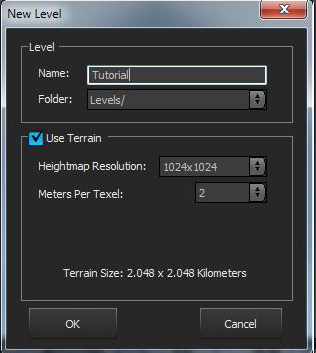 New Level
Level
Name: Tutorial
Folder: Levels/
Use Terrain
Heightmap Resolution: 1024x1024
Meters Per Texel: 2
Terrain Size: 2.048 x 2.048 Kilometers
OK Cancel